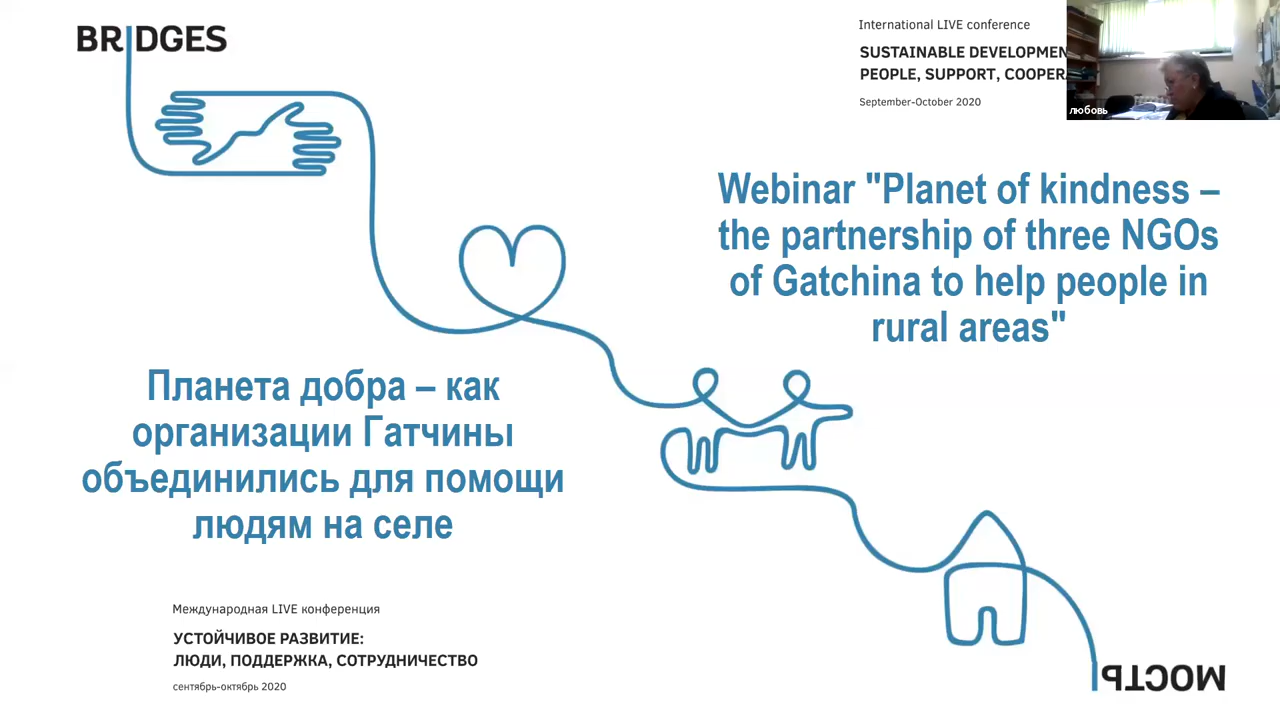 BRIDGES
International LIVE conference
SUSTAINABLE DEVELOPMEN
PEOPLE, SUPPORT, COOPER
September-October 2020
любовь
Webinar "Planet of kindness –
the partnership of three NGOs
of Gatchina to help people in
rural areas"
Планета добра – как
организации Гатчины
объединились для помощи
людям на селе
Международная LIVE конференция
УСТОЙЧИВОЕ РАЗВИТИЕ:
ЛЮДИ, ПОДДЕРЖКА, СОТРУДНИЧЕСТВО
сентябрь-октябрь 2020
МОСТЫ